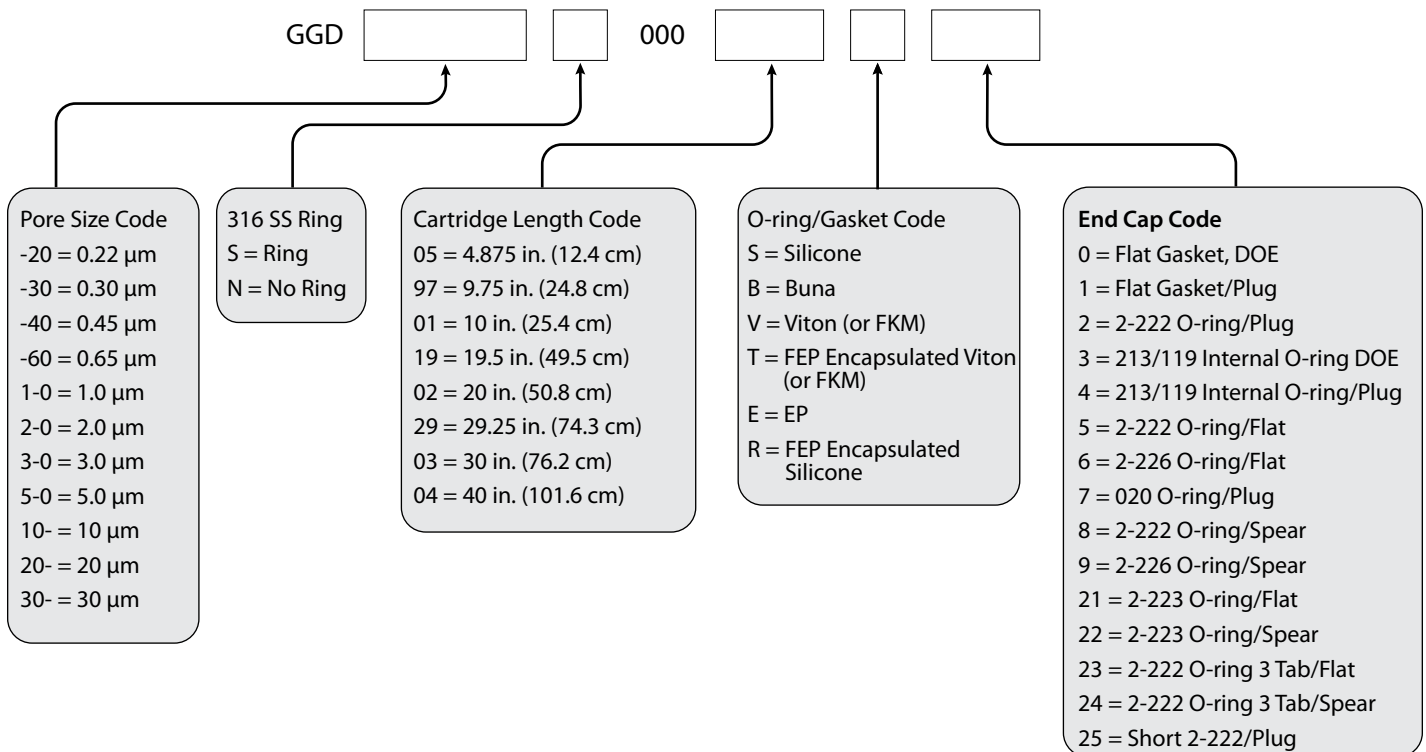 GGD 000
Pore Size Code
-20 = 0.22 µm
-30 = 0.30 µm
-40 = 0.45 µm
-60 = 0.65 µm
1-0 = 1.0 µm
2-0 = 2.0 µm
3-0 = 3.0 µm
5-0 = 5.0 µm
10- = 10 µm
20- = 20 µm
30- = 30 µm
316 SS Ring
S = Ring
N = No Ring
Cartridge Length Code
05 = 4.875 in. (12.4 cm)
97 = 9.75 in. (24.8 cm)
01 = 10 in. (25.4 cm)
19 = 19.5 in. (49.5 cm)
02 = 20 in. (50.8 cm)
29 = 29.25 in. (74.3 cm)
03 = 30 in. (76.2 cm)
04 = 40 in. (101.6 cm)
O-ring/Gasket Code
S = Silicone
B = Buna
V = Viton (or FKM)
T = FEP Encapsulated Viton
(or FKM)
E = EP
R = FEP Encapsulated
Silicone
End Cap Code
0 = Flat Gasket, DOE
1 = Flat Gasket/Plug
2 = 2-222 O-ring/Plug
3 = 213/119 Internal O-ring DOE
4 = 213/119 Internal O-ring/Plug
5 = 2-222 O-ring/Flat
6 = 2-226 O-ring/Flat
7 = 020 O-ring/Plug
8 = 2-222 O-ring/Spear
9 = 2-226 O-ring/Spear
21 = 2-223 O-ring/Flat
22 = 2-223 O-ring/Spear
23 = 2-222 O-ring 3 Tab/Flat
24 = 2-222 O-ring 3 Tab/Spear
25 = Short 2-222/Plug